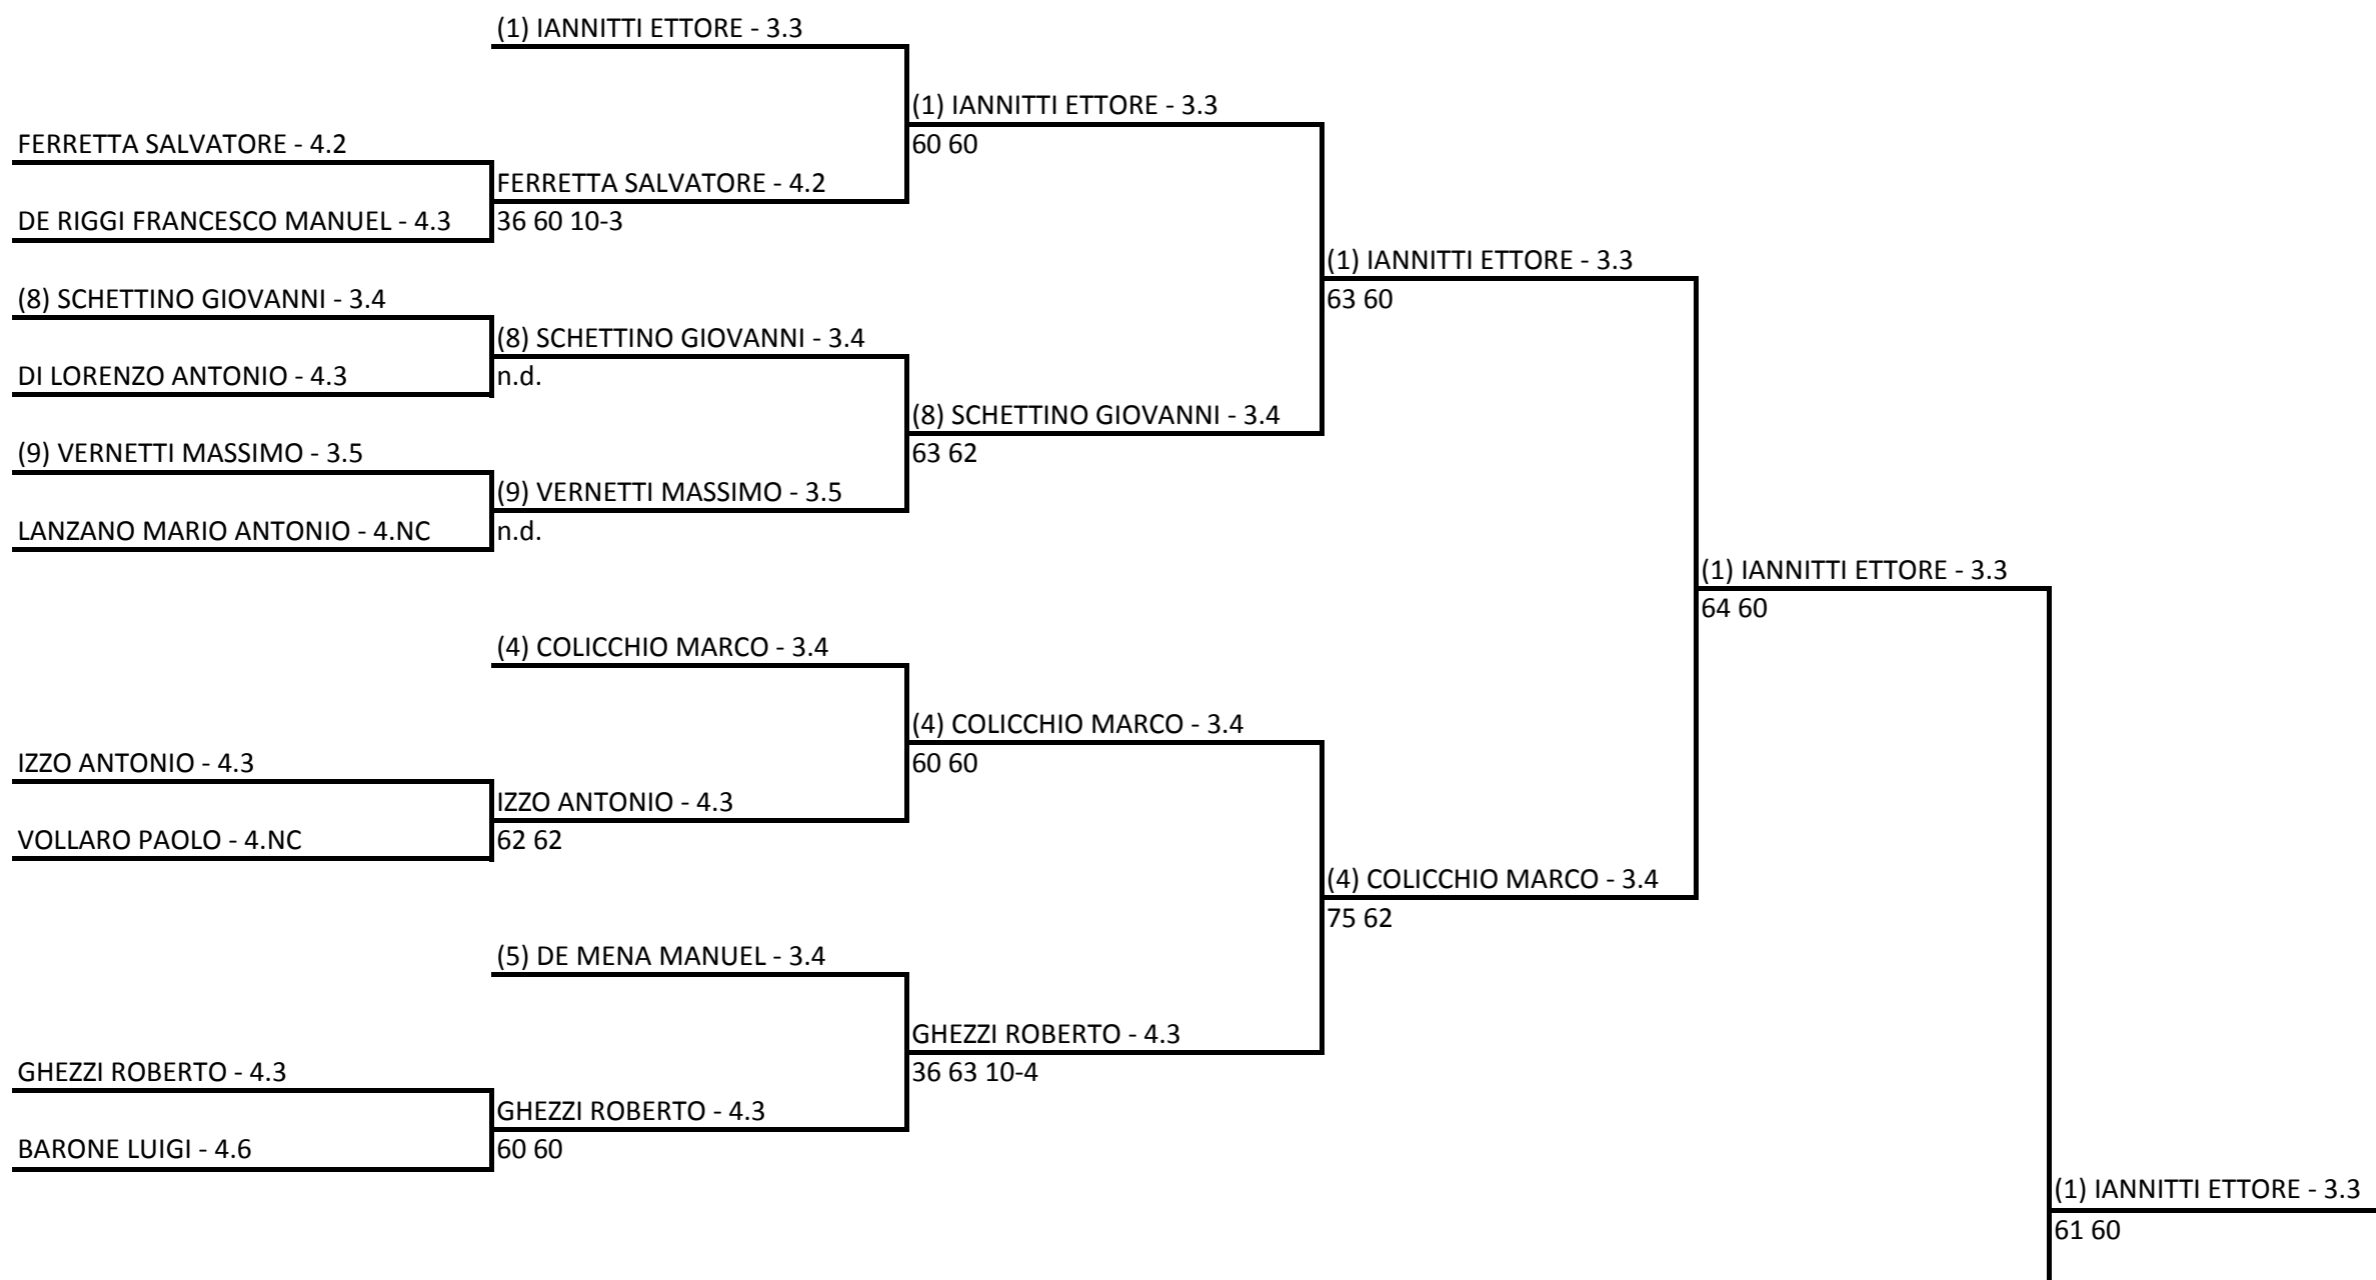 (1) IANNITTI ETTORE - 3.3
(1) IANNITTI ETTORE - 3.3
FERRETTA SALVATORE - 4.2
60 60
FERRETTA SALVATORE - 4.2
DE RIGGI FRANCESCO MANUEL - 4.3
36 60 10-3
(1) IANNITTI ETTORE - 3.3
(8) SCHETTINO GIOVANNI - 3.4
63 60
(8) SCHETTINO GIOVANNI - 3.4
DI LORENZO ANTONIO - 4.3
n.d.
(8) SCHETTINO GIOVANNI - 3.4
(9) VERNETTI MASSIMO - 3.5
63 62
(9) VERNETTI MASSIMO - 3.5
LANZANO MARIO ANTONIO - 4.NC
n.d.
(1) IANNITTI ETTORE - 3.3
64 60
(4) COLICCHIO MARCO - 3.4
(4) COLICCHIO MARCO - 3.4
IZZO ANTONIO - 4.3
60 60
IZZO ANTONIO - 4.3
VOLLARO PAOLO - 4.NC
62 62
(4) COLICCHIO MARCO - 3.4
75 62
(5) DE MENA MANUEL - 3.4
GHEZZI ROBERTO - 4.3
GHEZZI ROBERTO - 4.3
36 63 10-4
GHEZZI ROBERTO - 4.3
BARONE LUIGI - 4.6
60 60
(1) IANNITTI ETTORE - 3.3
61 60